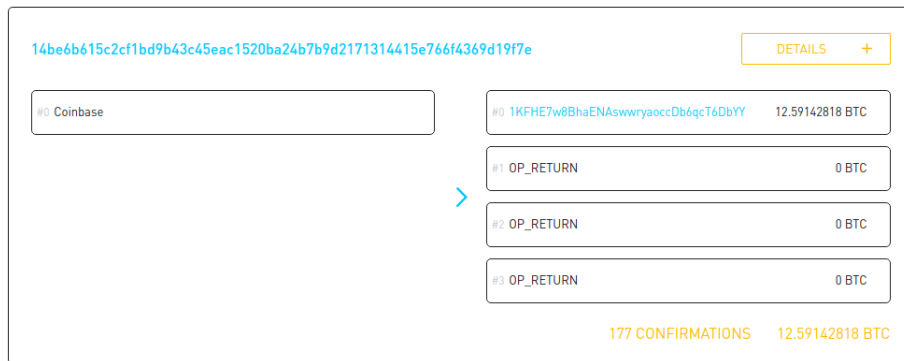 14be6b615c2cf1bd9b43c45eac1520ba24b7b9d2171314415e766f4369d19f7e
DETAILS +
#0 Coinbase
#0 1KFHE7w8BhaENAswwryaoccDb6qcT6DbYY 12.59142818 BTC
#1 OP_RETURN 0 BTC
#2 OP_RETURN 0 BTC
#3 OP_RETURN 0 BTC
177 CONFIRMATIONS 12.59142818 BTC